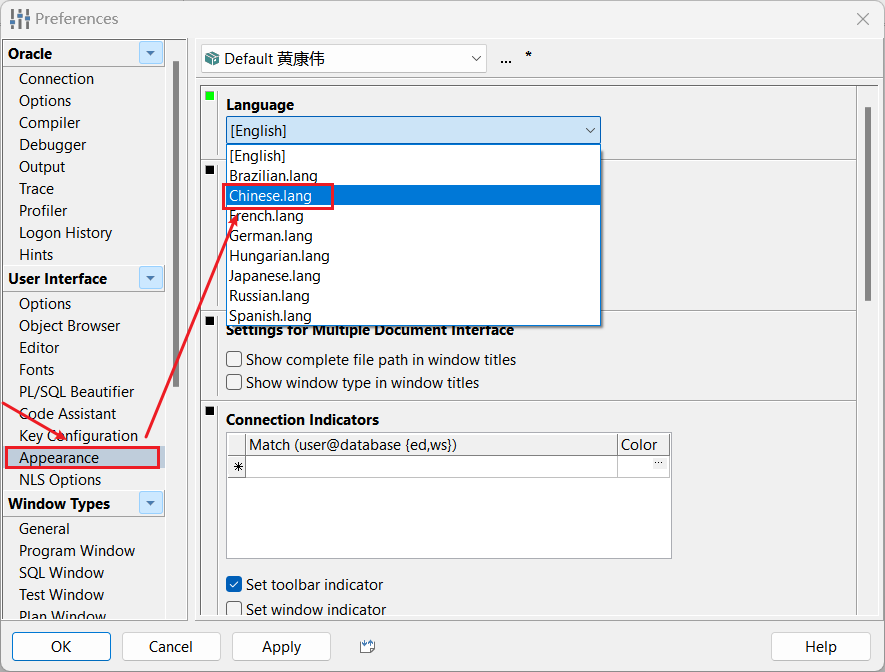 Preferences
Oracle
Connection
Options
Compiler
Debugger
Output
Trace
Profiler
Logon History
Hints
User Interface
Options
Object Browser
Editor
Fonts
PL/SQL Beautifier
Code Assistant
Key Configuration
Appearance
NLS Options
Window Types
General
Program Window
SQL Window
Test Window
Plan Window
Default 黄康伟
... *
Language
[English]
[English]
Brazilian.lang
Chinese.lang
French.lang
German.lang
Hungarian.lang
Japanese.lang
Russian.lang
Spanish.lang
Settings for Multiple Document Interface
Show complete file path in window titles
Show window type in window titles
Connection Indicators
Match (user@database {ed,ws}) Color
* ...
Set toolbar indicator
Set window indicator
OK Cancel Apply Help